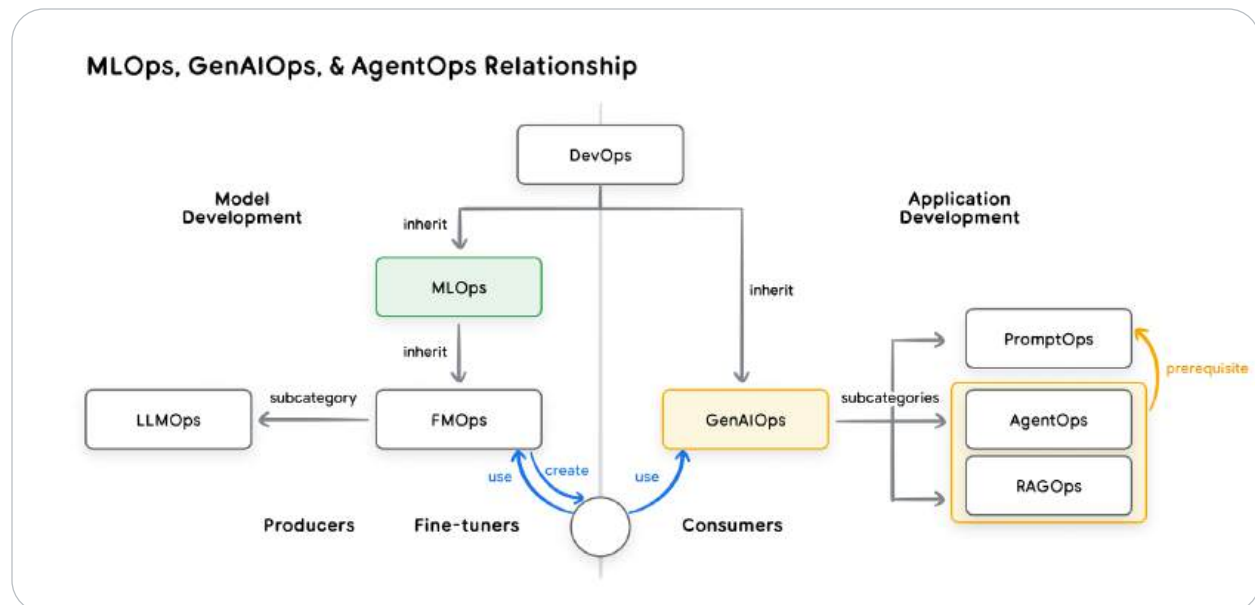 MLOps, GenAIOps, & AgentOps Relationship
DevOps
Model
Development
Application
Development
inherit
MLOps
inherit
inherit
PromptOps
prerequisite
LLMOps
subcategory
FMOps
GenAIOps
subcategories
AgentOps
use
create
use
RAGOps
Producers
Fine-tuners
Consumers